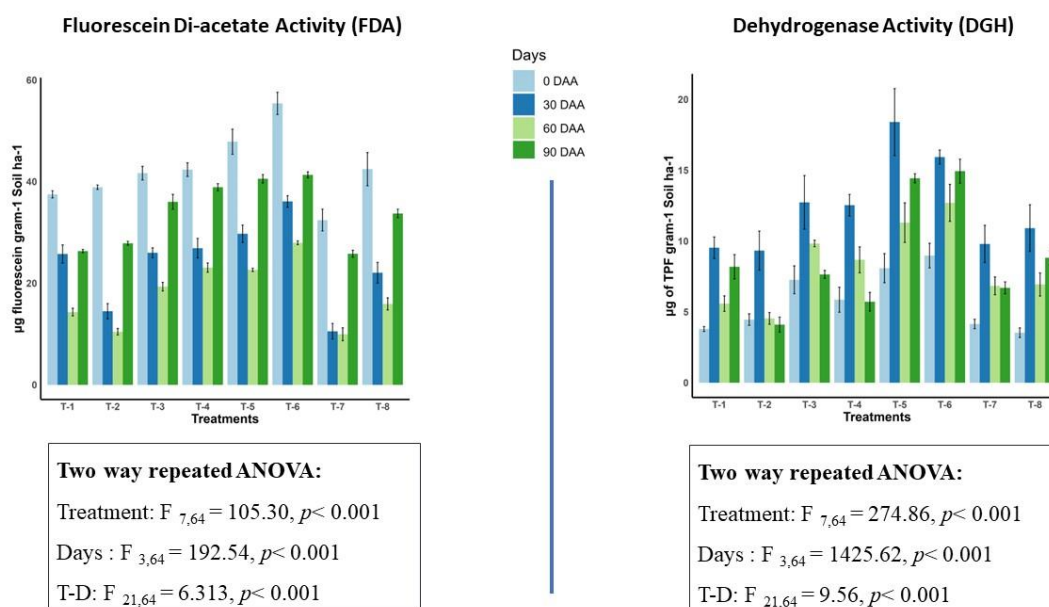 Fluorescein Di-acetate Activity (FDA)
µg fluorescein gram-1 Soil ha-1
60
40
20
0
T-1 T-2 T-3 T-4 T-5 T-6 T-7 T-8
Treatments
Two way repeated ANOVA:
Treatment: F 7,64 = 105.30, p< 0.001
Days : F 3,64 = 192.54, p< 0.001
T-D: F 21,64 = 6.313, p< 0.001
Days
0 DAA
30 DAA
60 DAA
90 DAA
Dehydrogenase Activity (DGH)
µg of TPF gram-1 Soil ha-1
20
15
10
5
0
T-1 T-2 T-3 T-4 T-5 T-6 T-7 T-8
Treatments
Two way repeated ANOVA:
Treatment: F 7,64 = 274.86, p< 0.001
Days : F 3,64 = 1425.62, p< 0.001
T-D: F 21,64 = 9.56, p< 0.001